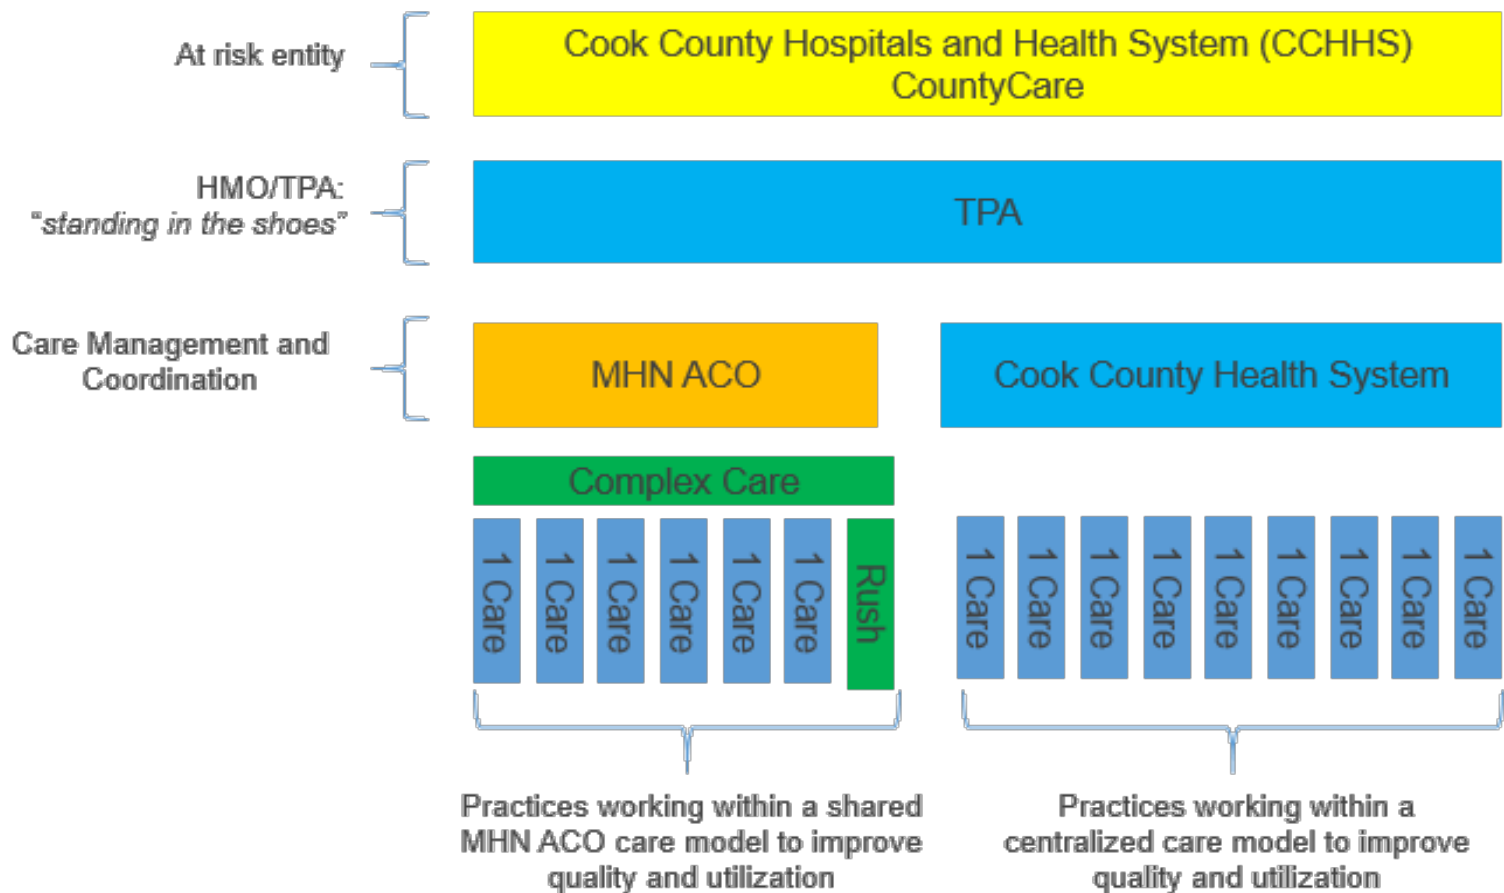 At risk entity
Cook County Hospitals and Health System (CCHHS)
CountyCare
HMO/TPA:
"standing in the shoes"
TPA
Care Management and
Coordination
MHN ACO
Cook County Health System
Complex Care
1 Care
1 Care
1 Care
1 Care
1 Care
1 Care
Rush
1 Care
1 Care
1 Care
1 Care
1 Care
1 Care
1 Care
1 Care
1 Care
Practices working within a shared
MHN ACO care model to improve
quality and utilization
Practices working within a
centralized care model to improve
quality and utilization